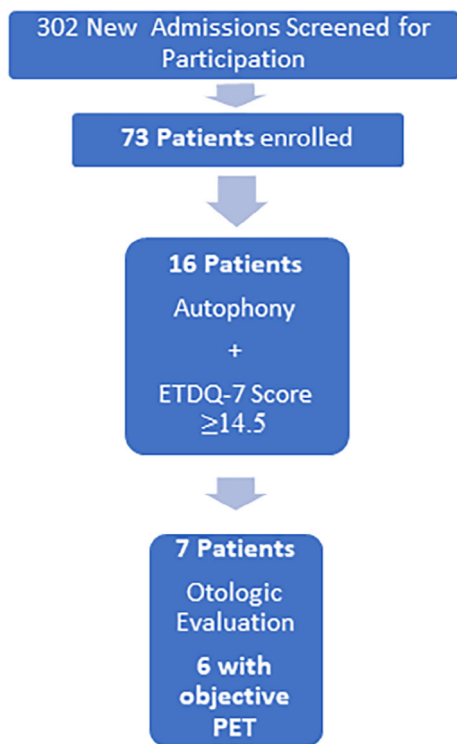 302 New Admissions Screened for
Participation
73 Patients enrolled
16 Patients
Autophony
+
ETDQ-7 Score
≥14.5
7 Patients
Otologic
Evaluation
6 with
objective
PET